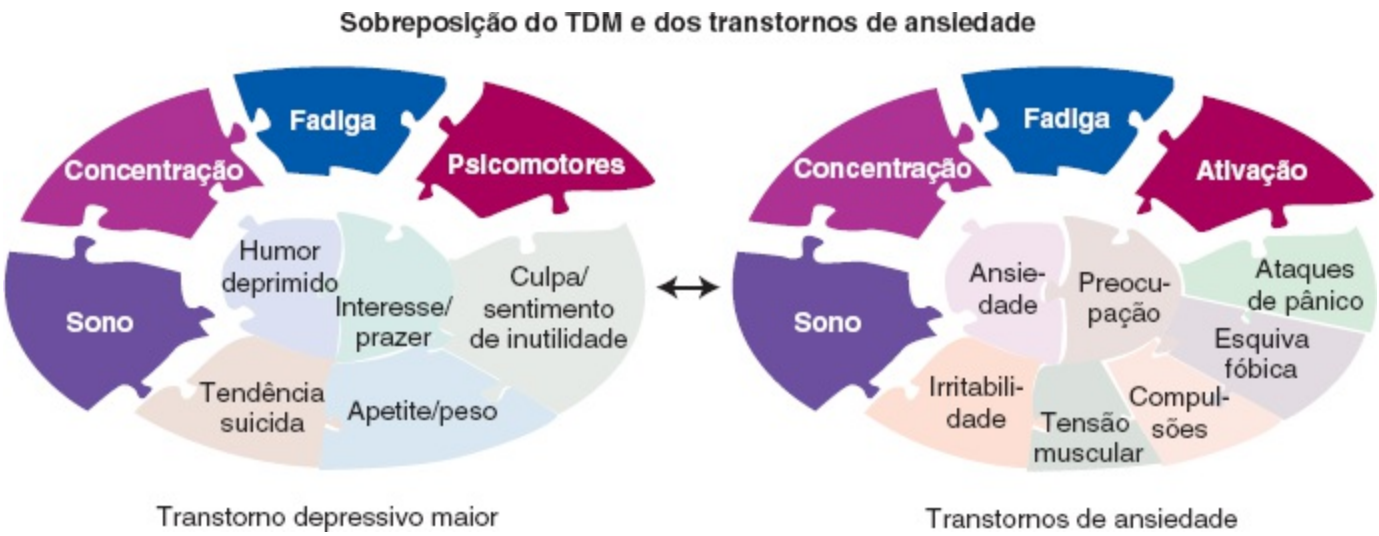 Sobreposição do TDM e dos transtornos de ansiedade
Fadiga
Concentração
Psicomotores
Sono
Humor
deprimido
Interesse/
prazer
Culpa/
sentimento
de inutilidade
Tendência
suicida
Apetite/peso
Transtorno depressivo maior
Fadiga
Concentração
Ativação
Sono
Ansie-
dade
Preocu-
pação
Ataques
de pânico
Esquiva
fóbica
Irritabili-
dade
Tensão
muscular
Compul-
sões
Transtornos de ansiedade